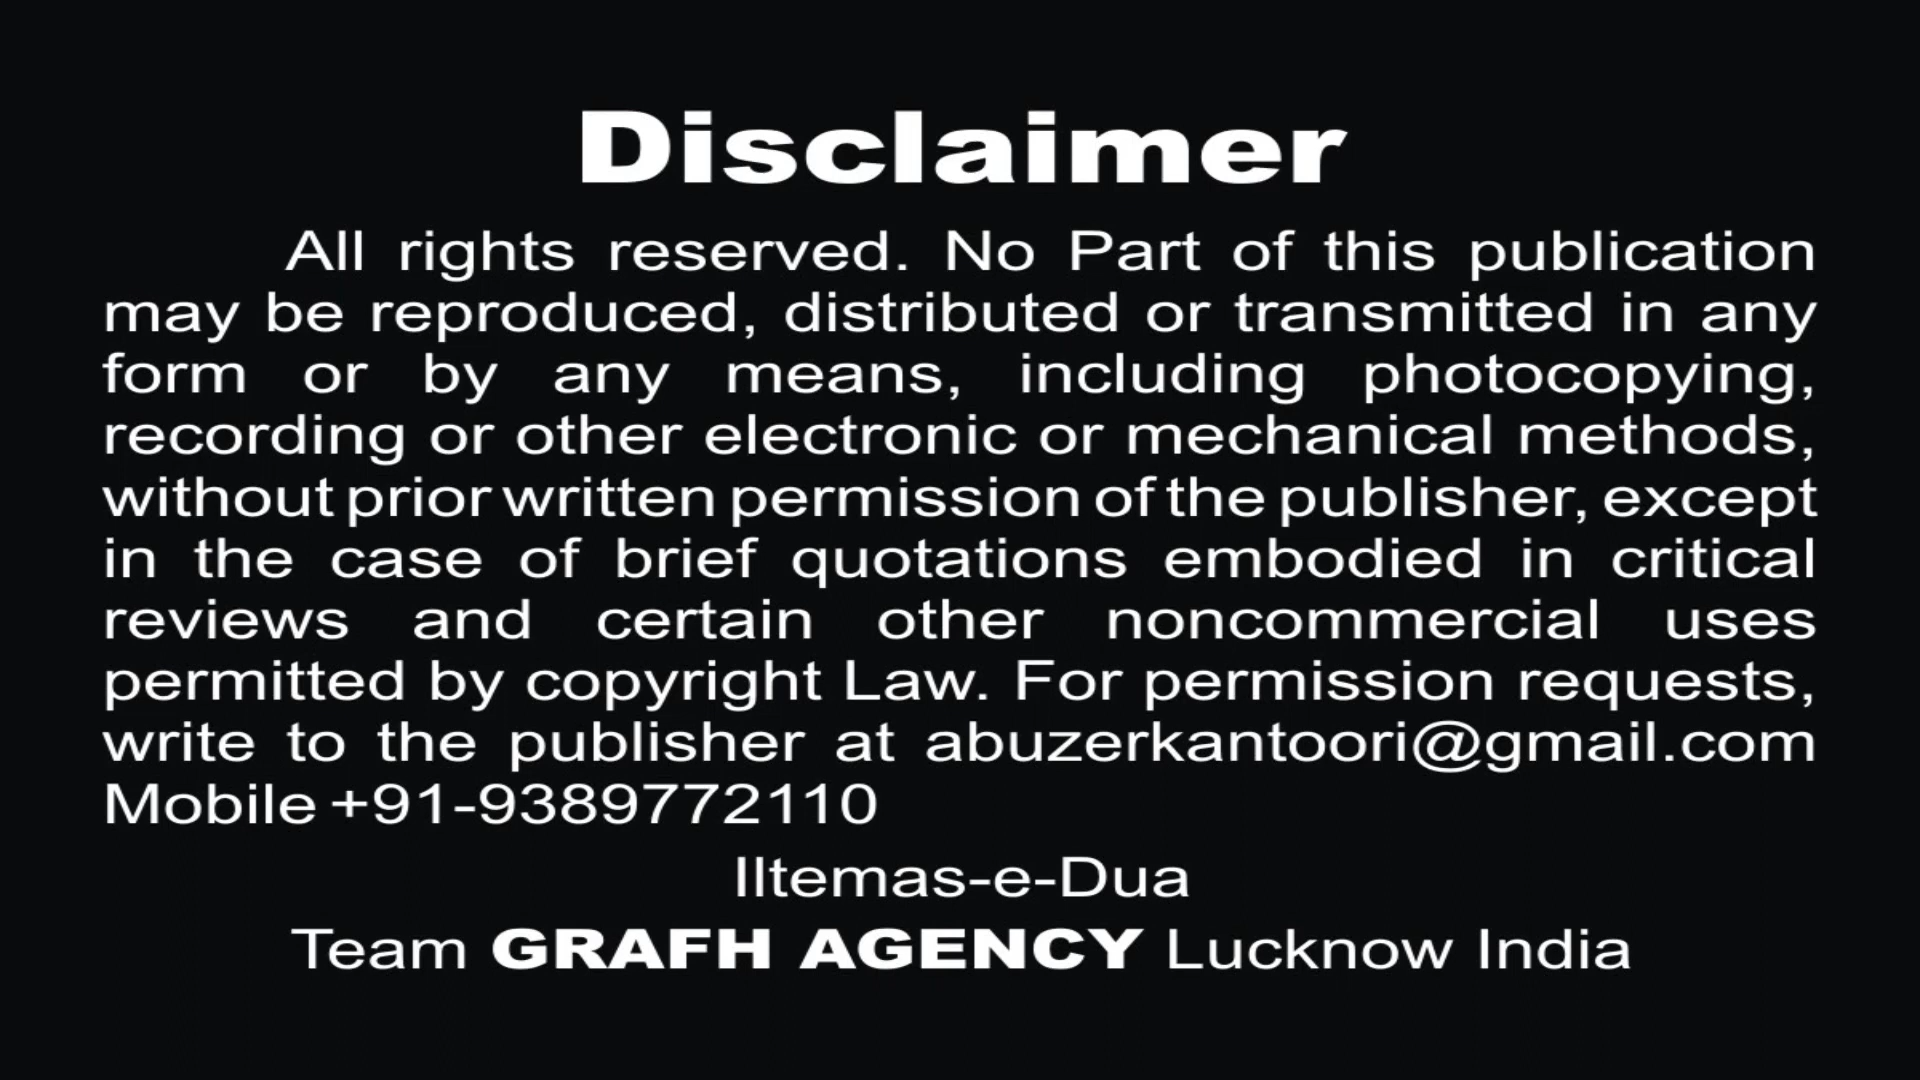 Disclaimer
All rights reserved. No Part of this publication
may be reproduced, distributed or transmitted in any
form or by any means, including photocopying,
recording or other electronic or mechanical methods,
without prior written permission of the publisher, except
in the case of brief quotations embodied in critical
reviews and certain other noncommercial uses
permitted by copyright Law. For permission requests,
write to the publisher at abuzerkantoori@gmail.com
Mobile +91-9389772110
Iltemas-e-Dua
Team GRAFH AGENCY Lucknow India